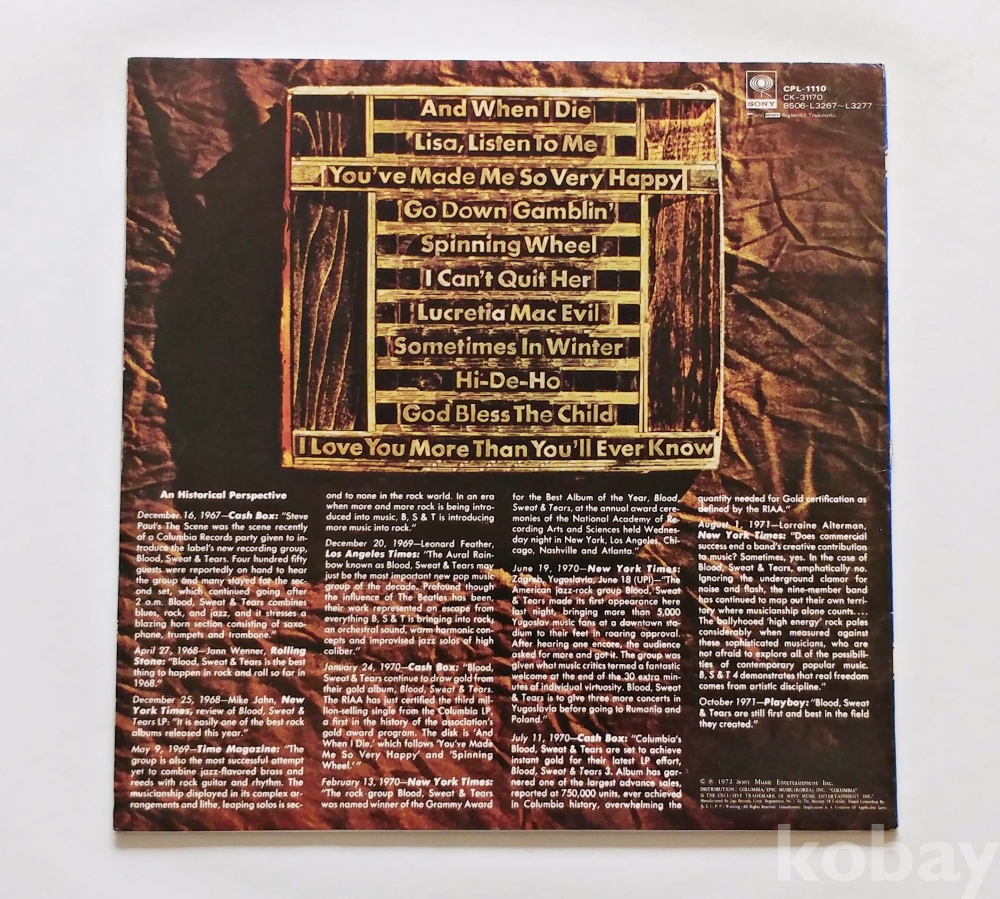 SONY
CPL-1110
CK-31170
8506-L3267~L3277
Registered Trademarks.
And When I Die
Lisa, Listen To Me
You've Made Me So Very Happy
Go Down Gamblin'
Spinning Wheel
I Can't Quit Her
Lucretia Mac Evil
Sometimes In Winter
Hi-De-Ho
God Bless The Child
I Love You More Than You'll Ever Know
An Historical Perspective
December 16, 1967—Cash Box: "Steve
Paul's The Scene was the scene recently
of a Columbia Records party given to in-
troduce the label's new recording group,
Blood, Sweat & Tears. Four hundred fifty
guests were reportedly on hand to hear
the group and many stayed for the sec-
ond set, which continued going after
2 a.m. Blood, Sweat & Tears combines
blues, rock, and jazz, and it stresses a
blazing horn section consisting of saxo-
phone, trumpets and trombone."
April 27, 1968—Jann Wenner, Rolling
Stone: "Blood, Sweat & Tears is the best
thing to happen in rock and roll so far in
1968."
December 25, 1968—Mike Jahn, New
York Times, review of Blood, Sweat &
Tears LP: "It is easily one of the best rock
albums released this year."
May 9, 1969—Time Magazine: "The
group is also the most successful attempt
yet to combine jazz-flavored brass and
reeds with rock guitar and rhythm. The
musicianship displayed in its complex ar-
rangements and lithe, leaping solos is sec-
ond to none in the rock world. In an era
when more and more rock is being intro-
duced into music, B, S & T is introducing
more music into rock."
December 20, 1969—Leonard Feather,
Los Angeles Times: "The Aural Rain-
bow known as Blood, Sweat & Tears may
just be the most important new pop music
group of the decade. Profound though
the influence of The Beatles has been,
their work represented an escape from
everything B, S & T is bringing into rock,
an orchestral sound, warm harmonic con-
cepts and improvised jazz solos of high
caliber."
January 24, 1970—Cash Box: "Blood,
Sweat & Tears continue to draw gold from
their gold album, Blood, Sweat & Tears.
The RIAA has just certified the third mil-
lion-selling single from the Columbia LP
a first in the history of the association's
gold award program. The disk is 'And
When I Die,' which follows 'You've Made
Me So Very Happy' and 'Spinning
Wheel.'"
February 13, 1970—New York Times:
"The rock group Blood, Sweat & Tears
was named winner of the Grammy Award
for the Best Album of the Year, Blood,
Sweat & Tears, at the annual award cere-
monies of the National Academy of Re-
cording Arts and Sciences held Wednes-
day night in New York, Los Angeles, Chi-
cago, Nashville and Atlanta."
June 19, 1970—New York Times:
Zagreb, Yugoslavia, June 18 (UPI)—"The
American jazz-rock group Blood, Sweat
& Tears made its first appearance here
last night, bringing more than 5,000
Yugoslav music fans at a downtown sta-
dium to their feet in roaring approval.
After hearing one encore, the audience
asked for more and got it. The group was
given what music critics termed a fantastic
welcome at the end of the 30 extra min-
utes of individual virtuosity. Blood, Sweat
& Tears is to give three more concerts in
Yugoslavia before going to Rumania and
Poland."
July 11, 1970—Cash Box: "Columbia's
Blood, Sweat & Tears are set to achieve
instant gold for their latest LP effort,
Blood, Sweat & Tears 3. Album has gar-
nered one of the largest advance sales,
reported at 750,000 units, ever achieved
in Columbia history, overwhelming the
quantity needed for Gold certification as
defined by the RIAA."
August 1, 1971—Lorraine Alterman,
New York Times: "Does commercial
success end a band's creative contribution
to music? Sometimes, yes. In the case of
Blood, Sweat & Tears, emphatically no.
Ignoring the underground clamor for
noise and flash, the nine-member band
has continued to map out their own terri-
tory where musicianship alone counts....
The ballyhooed 'high energy' rock pales
considerably when measured against
these sophisticated musicians, who are
not afraid to explore all of the possibili-
ties of contemporary popular music.
B, S & T 4 demonstrates that real freedom
comes from artistic discipline."
October 1971—Playboy: "Blood, Sweat
& Tears are still first and best in the field
they created."
© ℗ 1972 Sony Music Entertainment Inc.
DISTRIBUTION : COLUMBIA/EPIC MUSIC (KOREA) INC. "COLUMBIA"
IS THE EXCLUSIVE TRADEMARK OF SONY MUSIC ENTERTAINMENT INC.
kobay